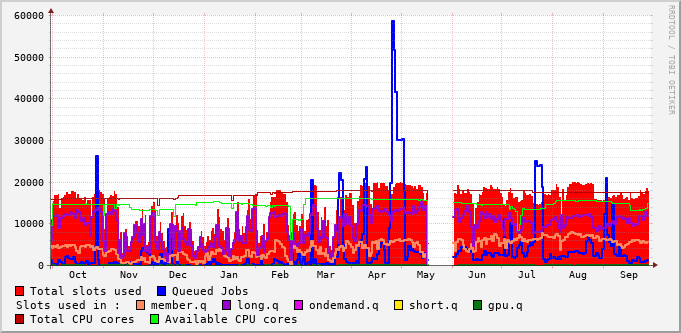 60000
50000
40000
30000
20000
10000
0
Oct Nov Dec Jan Feb Mar Apr May Jun Jul Aug Sep
Total slots used Queued Jobs
Slots used in : member.q long.q ondemand.q short.q gpu.q
Total CPU cores Available CPU cores
RRDTOOL / TOBI OETIKER